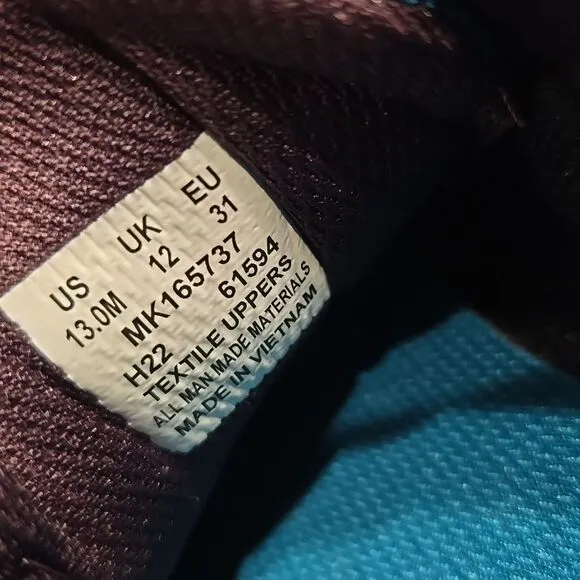 US UK EU
13.0M 12 31
MK165737
H22 61594
TEXTILE UPPERS
ALL MAN MADE MATERIALS
MADE IN VIETNAM